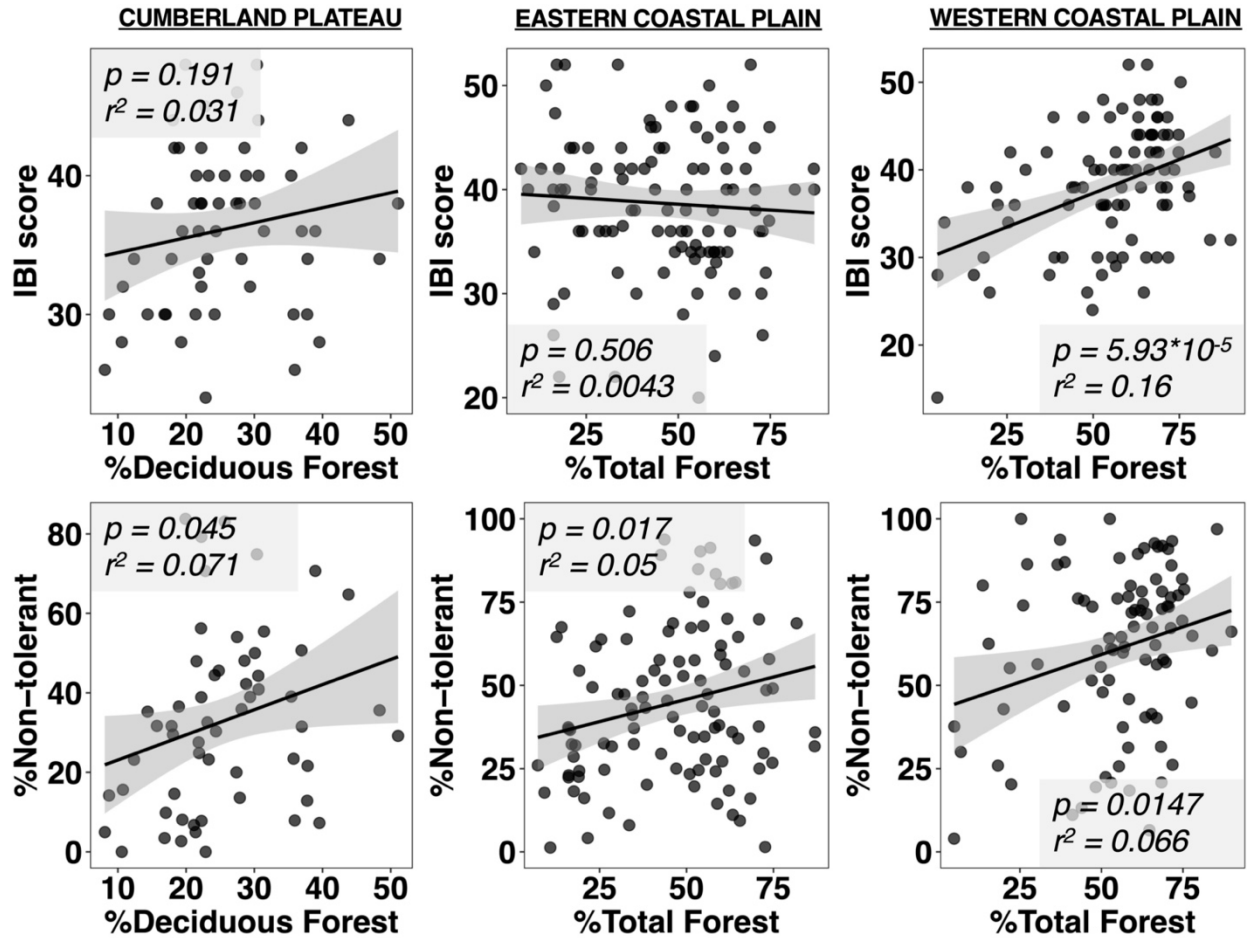 CUMBERLAND PLATEAU
EASTERN COASTAL PLAIN
WESTERN COASTAL PLAIN
IBI score
40
30
p = 0.191
r² = 0.031
10 20 30 40 50
%Deciduous Forest
IBI score
50
40
30
20
p = 0.506
r² = 0.0043
25 50 75
%Total Forest
IBI score
50
40
30
20
p = 5.93*10⁻⁵
r² = 0.16
25 50 75
%Total Forest
%Non−tolerant
80
60
40
20
0
p = 0.045
r² = 0.071
10 20 30 40 50
%Deciduous Forest
%Non−tolerant
100
75
50
25
0
p = 0.017
r² = 0.05
25 50 75
%Total Forest
%Non−tolerant
100
75
50
25
0
p = 0.0147
r² = 0.066
25 50 75
%Total Forest